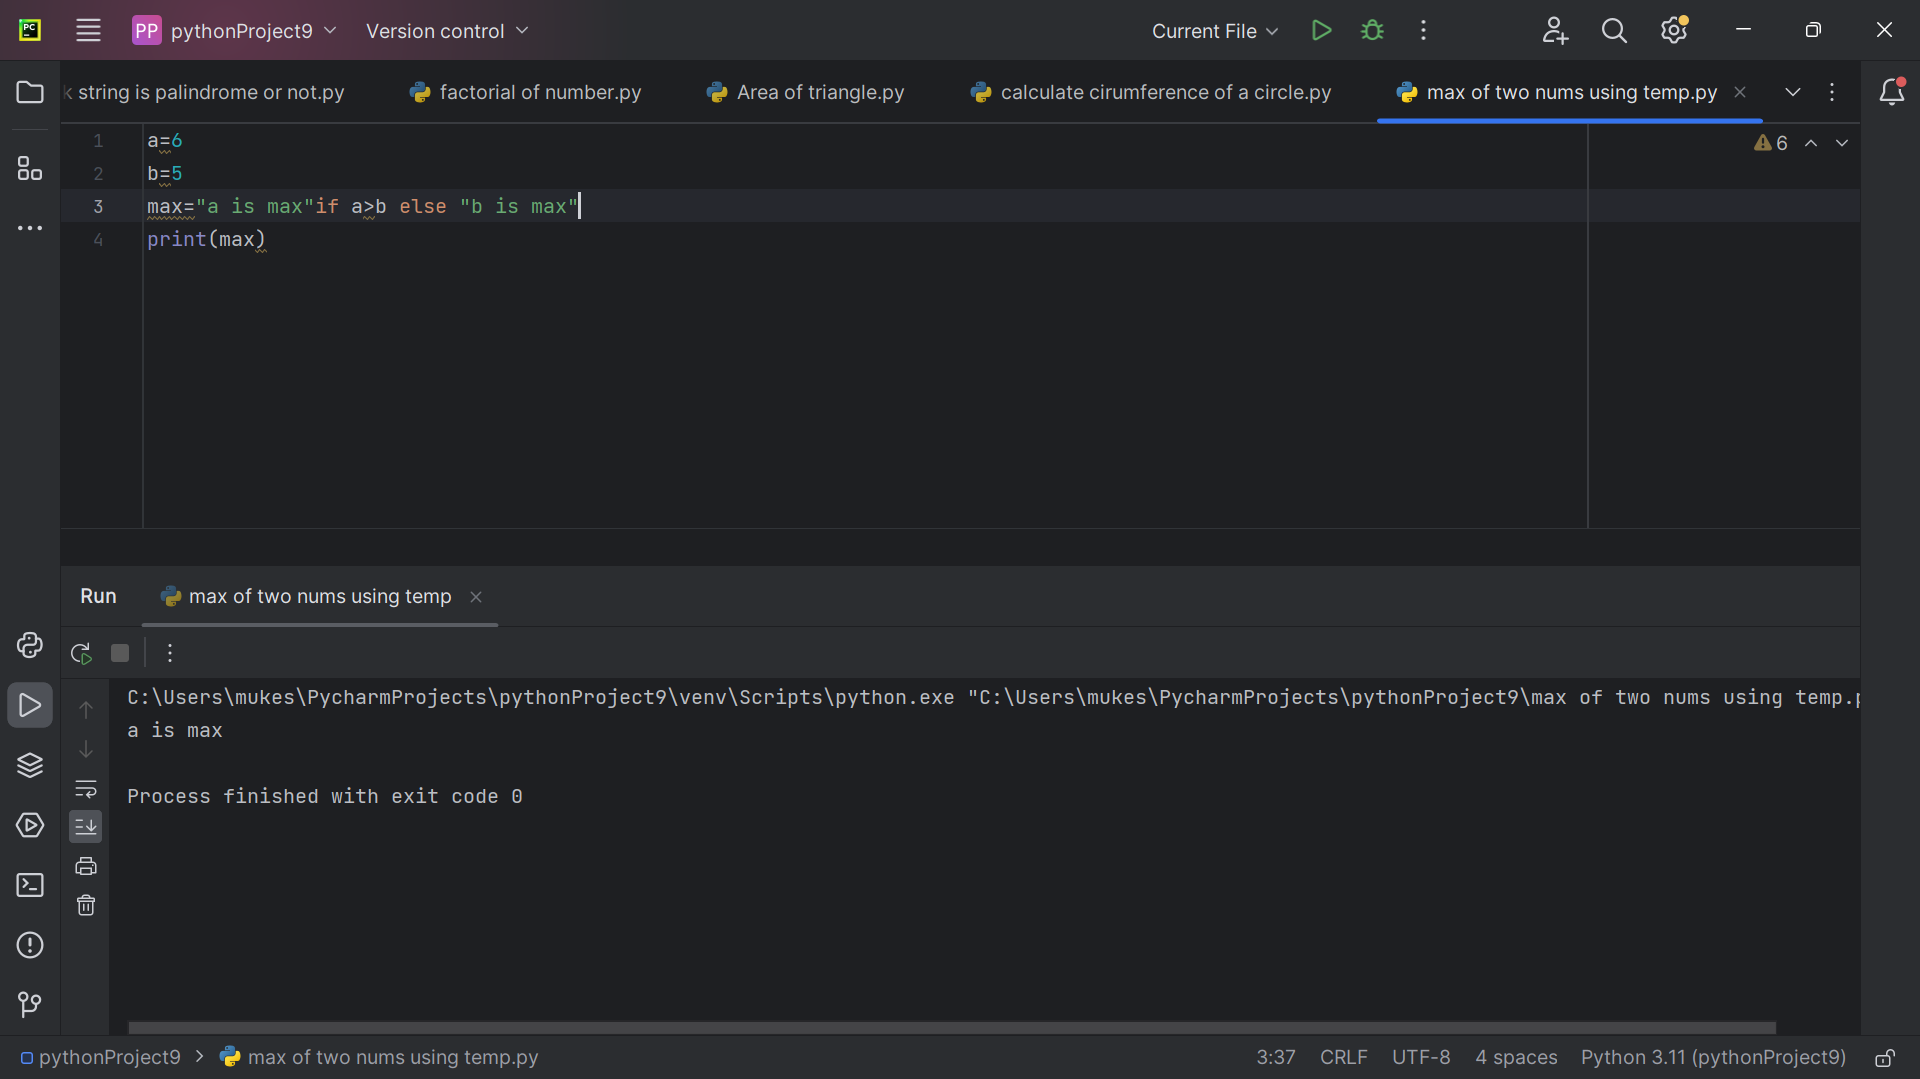 PC
PP pythonProject9 Version control Current File
string is palindrome or not.py factorial of number.py Area of triangle.py calculate cirumference of a circle.py max of two nums using temp.py
6
1 a=6
2 b=5
3 max="a is max"if a>b else "b is max"
4 print(max)
Run max of two nums using temp
C:\Users\mukes\PycharmProjects\pythonProject9\venv\Scripts\python.exe "C:\Users\mukes\PycharmProjects\pythonProject9\max of two nums using temp.p
a is max
Process finished with exit code 0
pythonProject9 > max of two nums using temp.py 3:37 CRLF UTF-8 4 spaces Python 3.11 (pythonProject9)